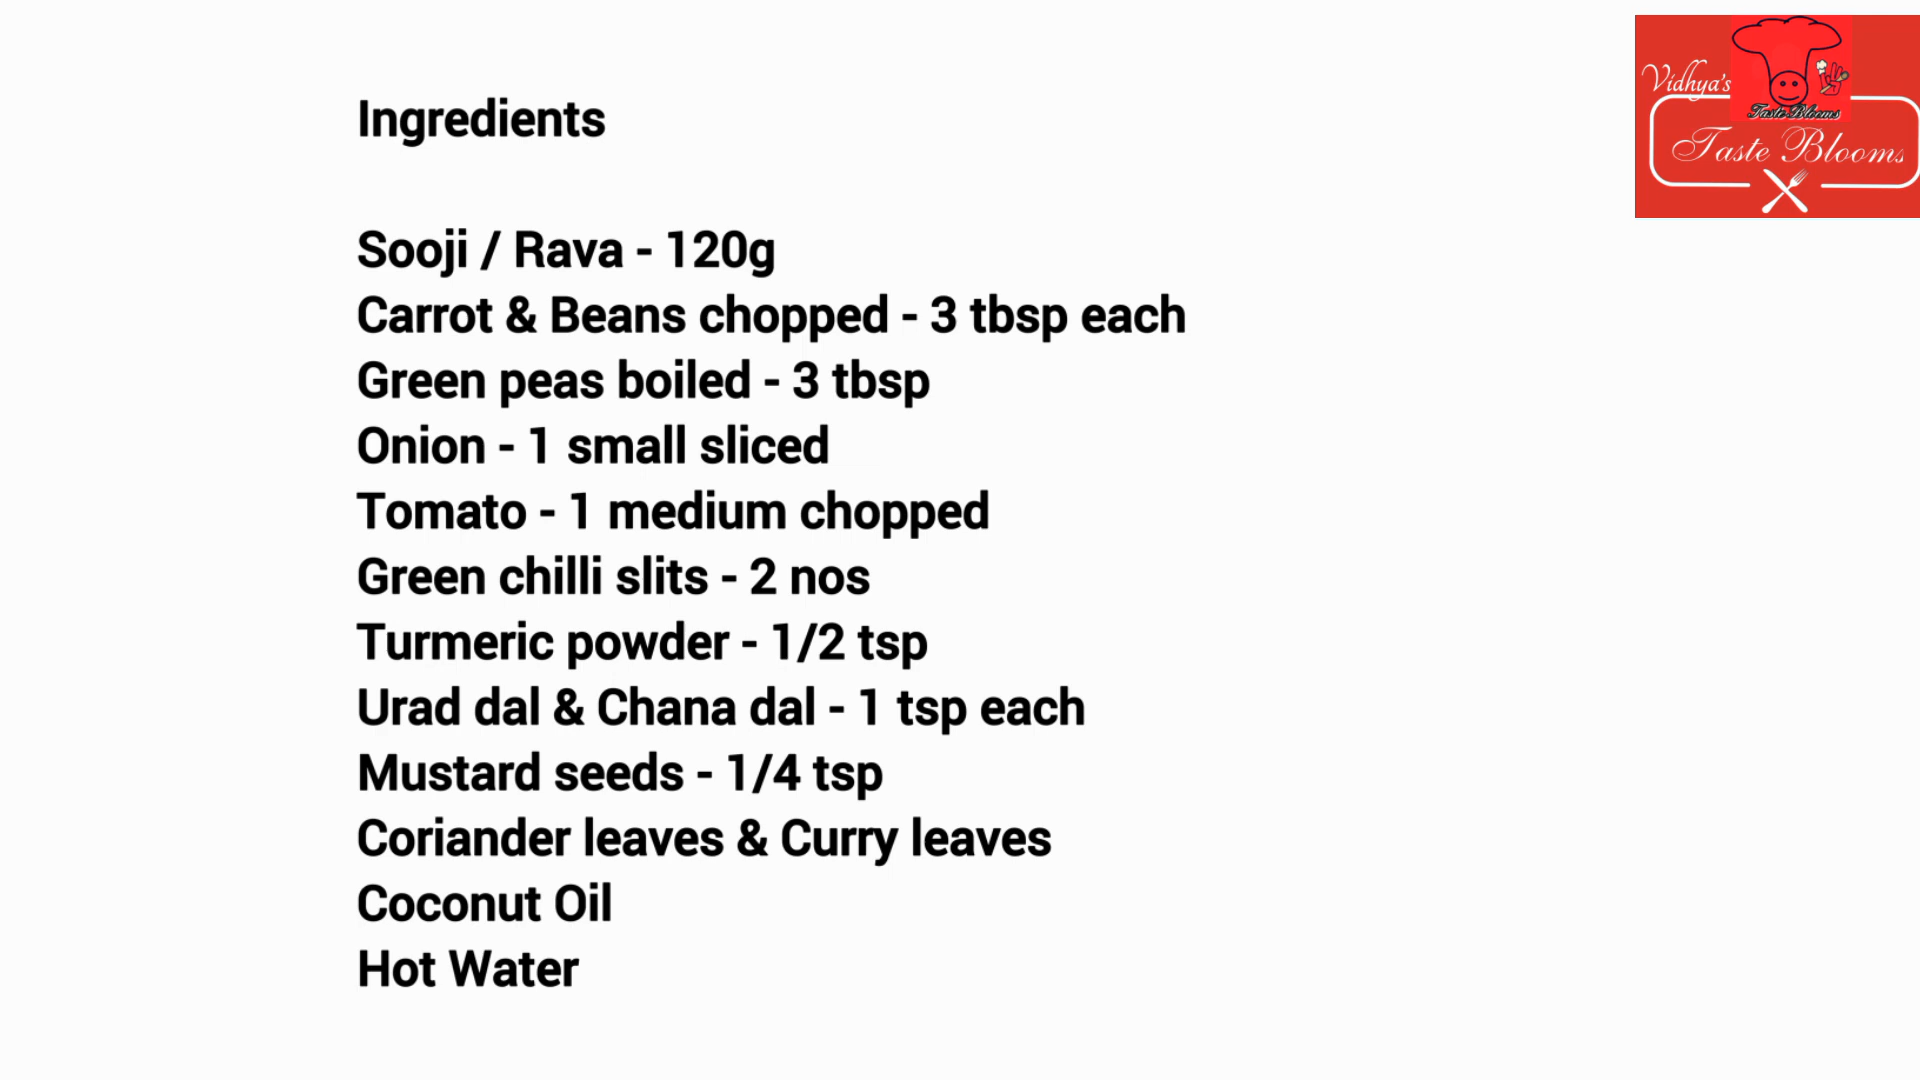 Ingredients
Sooji / Rava - 120g
Carrot & Beans chopped - 3 tbsp each
Green peas boiled - 3 tbsp
Onion - 1 small sliced
Tomato - 1 medium chopped
Green chilli slits - 2 nos
Turmeric powder - 1/2 tsp
Urad dal & Chana dal - 1 tsp each
Mustard seeds - 1/4 tsp
Coriander leaves & Curry leaves
Coconut Oil
Hot Water
Vidhya's
Taste Blooms
Taste Blooms